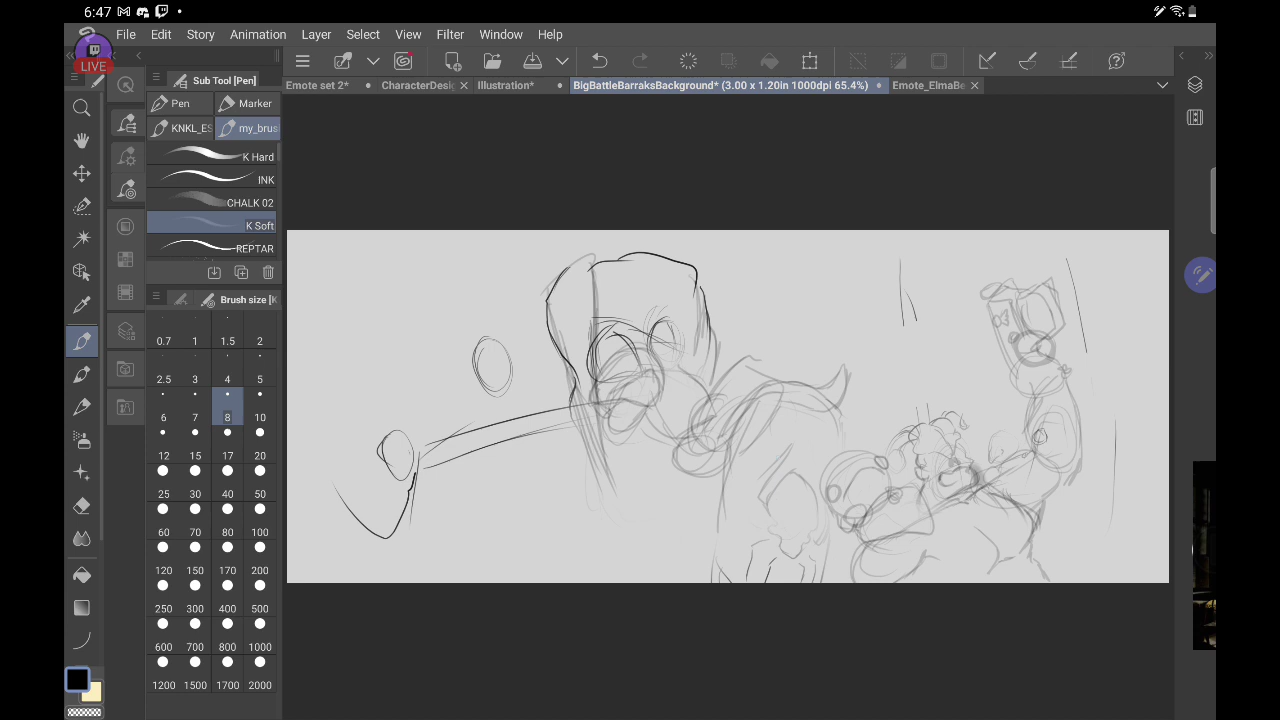 6:47
File Edit Story Animation Layer Select View Filter Window Help
LIVE
Sub Tool [Pen]
Emote set 2* CharacterDesi Illustration* BigBattleBarraksBackground* (3.00 x 1.20in 1000dpi 65.4%) Emote_ElmaBe
Pen Marker
KNKL_ES my_brus
K Hard
INK
CHALK 02
K Soft
REPTAR
Brush size [K
0.7 1 1.5 2
2.5 3 4 5
6 7 8 10
12 15 17 20
25 30 40 50
60 70 80 100
120 150 170 200
250 300 400 500
600 700 800 1000
1200 1500 1700 2000